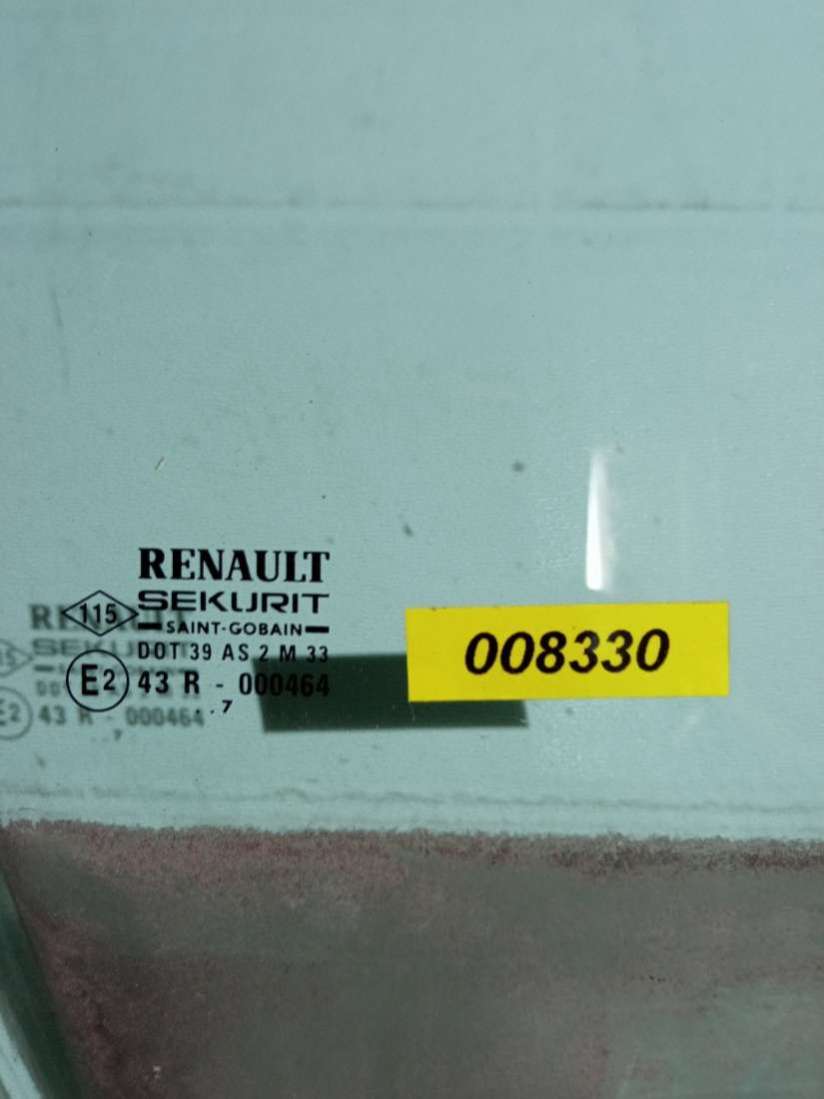 RENAULT
115
SEKURIT
SAINT-GOBAIN
DOT 39 AS 2 M 33
E2 43 R - 000464
. . 7
008330